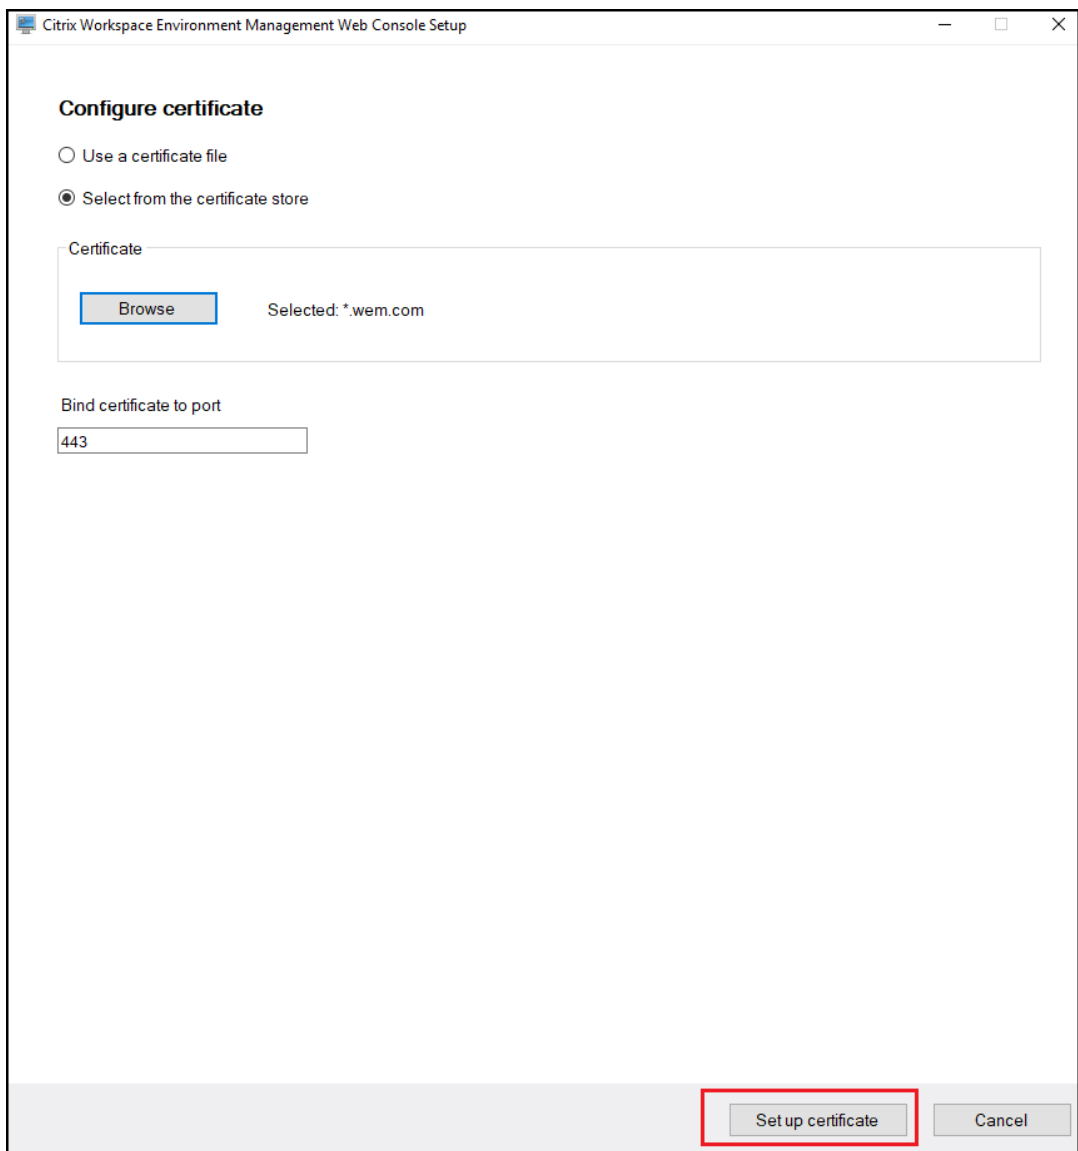 Citrix Workspace Environment Management Web Console Setup
Configure certificate
Use a certificate file
Select from the certificate store
Certificate
Browse
Selected: *.wem.com
Bind certificate to port
443
Set up certificate
Cancel